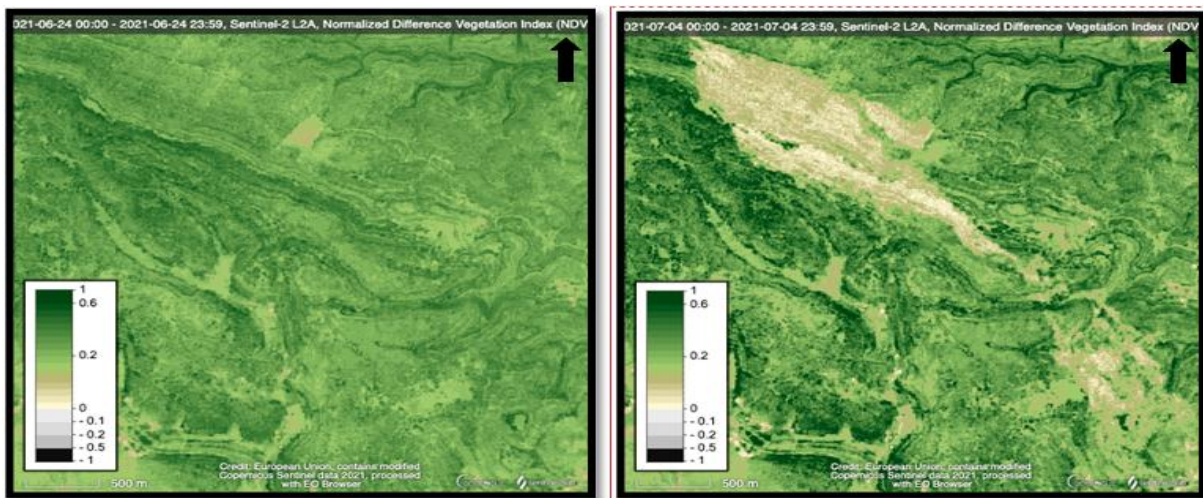 021-06-24 00:00 - 2021-06-24 23:59, Sentinel-2 L2A, Normalized Difference Vegetation Index (NDV
1
0.6
0.2
0
- 0.1
- 0.2
- 0.5
- 1
500 m
Credit: European Union, contains modified
Copernicus Sentinel data 2021, processed
with EO Browser
021-07-04 00:00 - 2021-07-04 23:59, Sentinel-2 L2A, Normalized Difference Vegetation Index (NDV
1
0.6
0.2
0
- 0.1
- 0.2
- 0.5
- 1
500 m
Credit: European Union, contains modified
Copernicus Sentinel data 2021, processed
with EO Browser